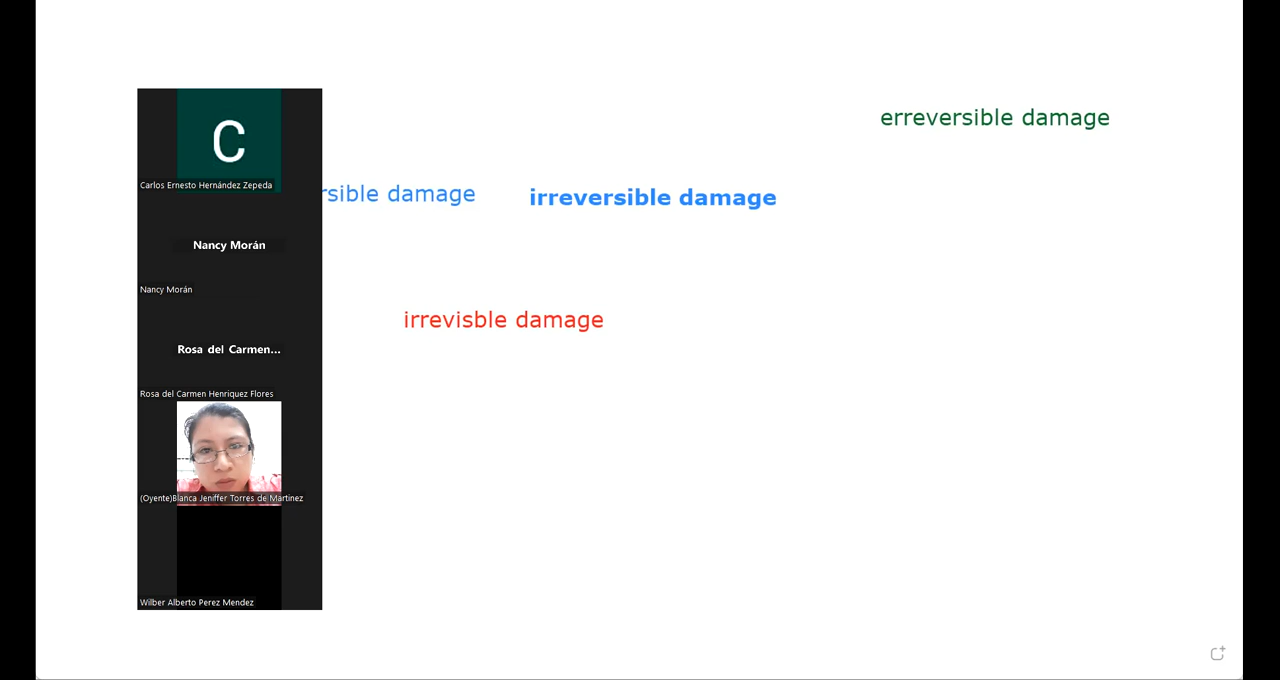 erreversible damage
C
Carlos Ernesto Hernández Zepeda
rsible damage
irreversible damage
Nancy Morán
Nancy Morán
irrevisble damage
Rosa del Carmen...
Rosa del Carmen Henriquez Flores
(Oyente)Blanca Jeniffer Torres de Martinez
Wilber Alberto Perez Mendez